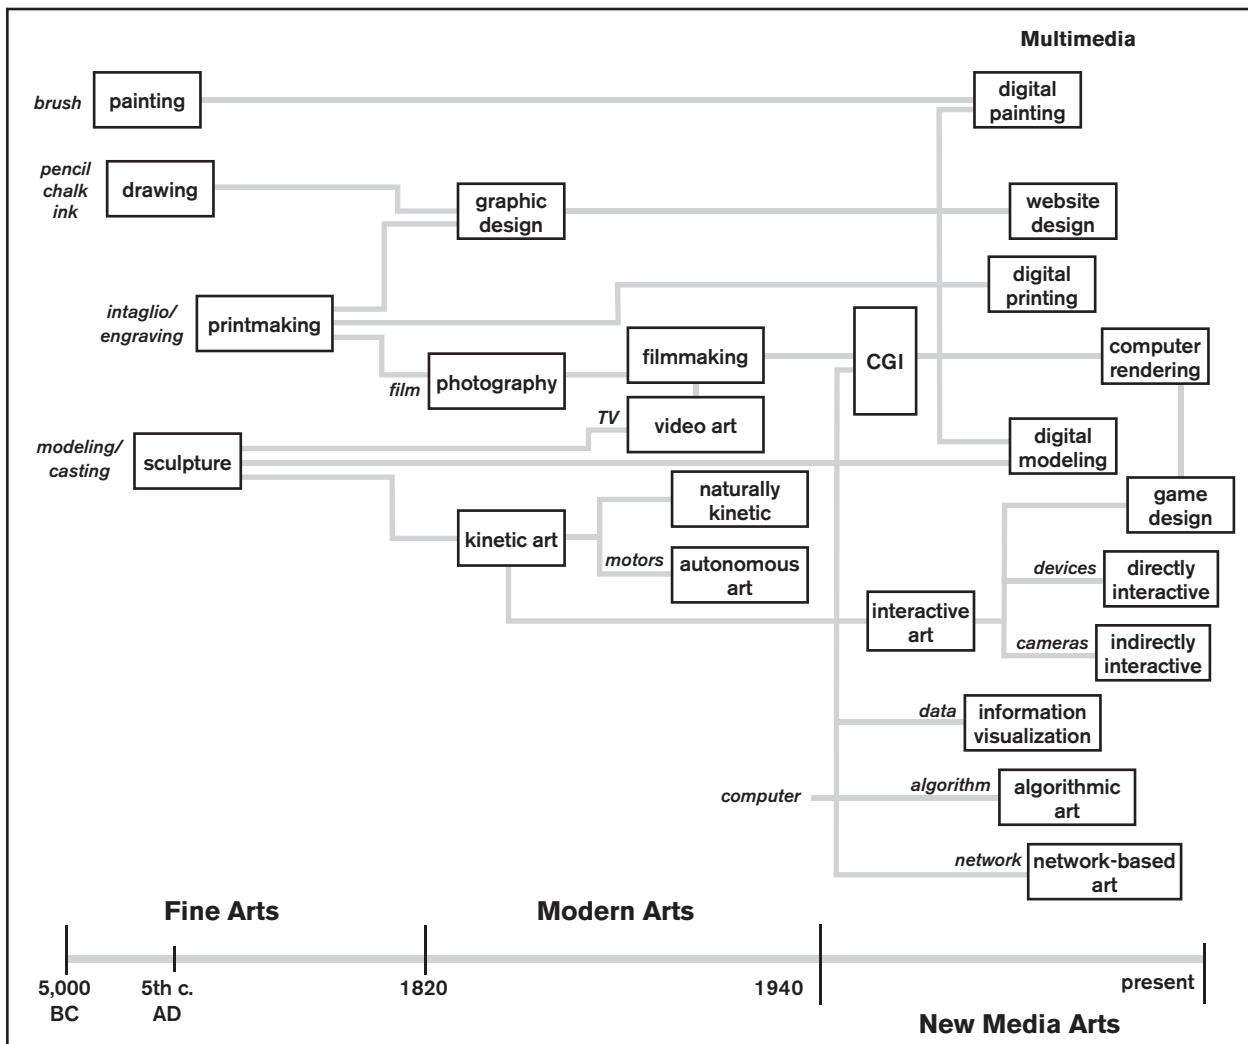 Multimedia
brush
painting
digital
painting
pencil
chalk
ink
drawing
graphic
design
website
design
intaglio/
engraving
printmaking
digital
printing
film
photography
filmmaking
CGI
computer
rendering
TV
video art
modeling/
casting
sculpture
digital
modeling
naturally
kinetic
game
design
kinetic art
motors
autonomous
art
devices
directly
interactive
interactive
art
cameras
indirectly
interactive
data
information
visualization
computer
algorithm
algorithmic
art
network
network-based
art
Fine Arts
Modern Arts
5,000
BC
5th c.
AD
1820
1940
present
New Media Arts